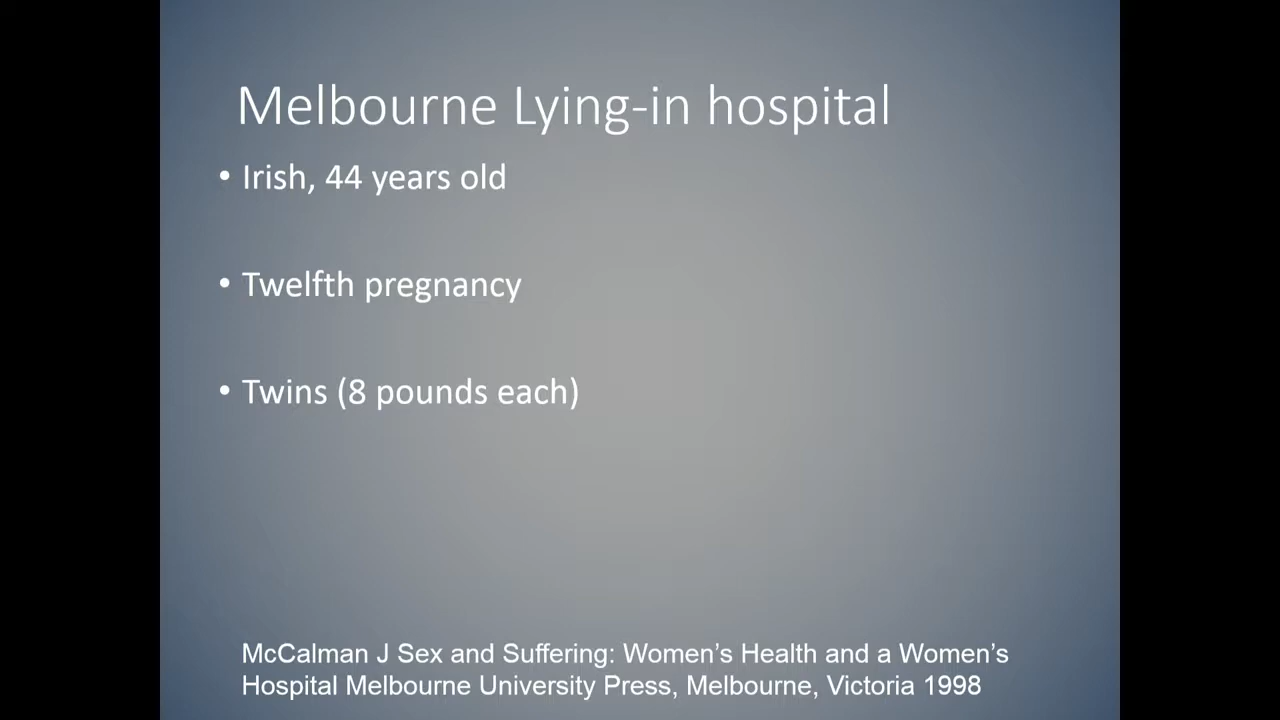 Melbourne Lying-in hospital
• Irish, 44 years old
• Twelfth pregnancy
• Twins (8 pounds each)
McCalman J Sex and Suffering: Women’s Health and a Women’s
Hospital Melbourne University Press, Melbourne, Victoria 1998